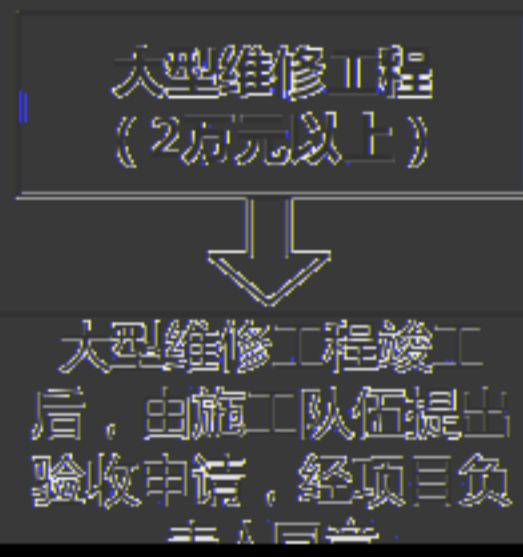 大型维修工程
（2万元以上）
大型维修工程竣工
后，由施工队伍提出
验收申请，经项目负